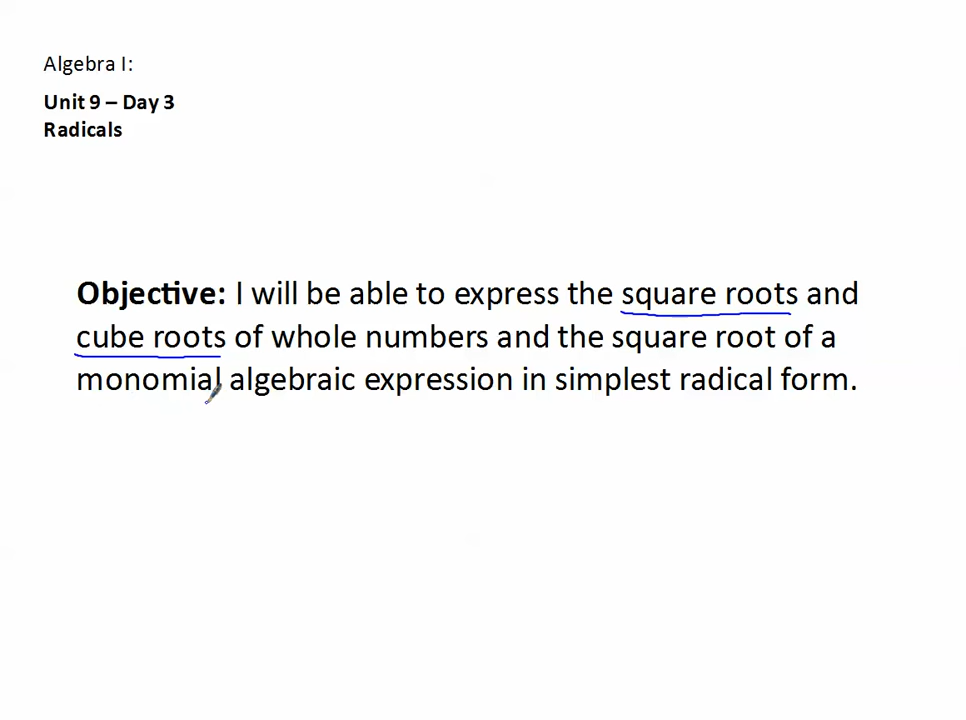 Algebra I:
Unit 9 – Day 3
Radicals
Objective: I will be able to express the square roots and
cube roots of whole numbers and the square root of a
monomial algebraic expression in simplest radical form.